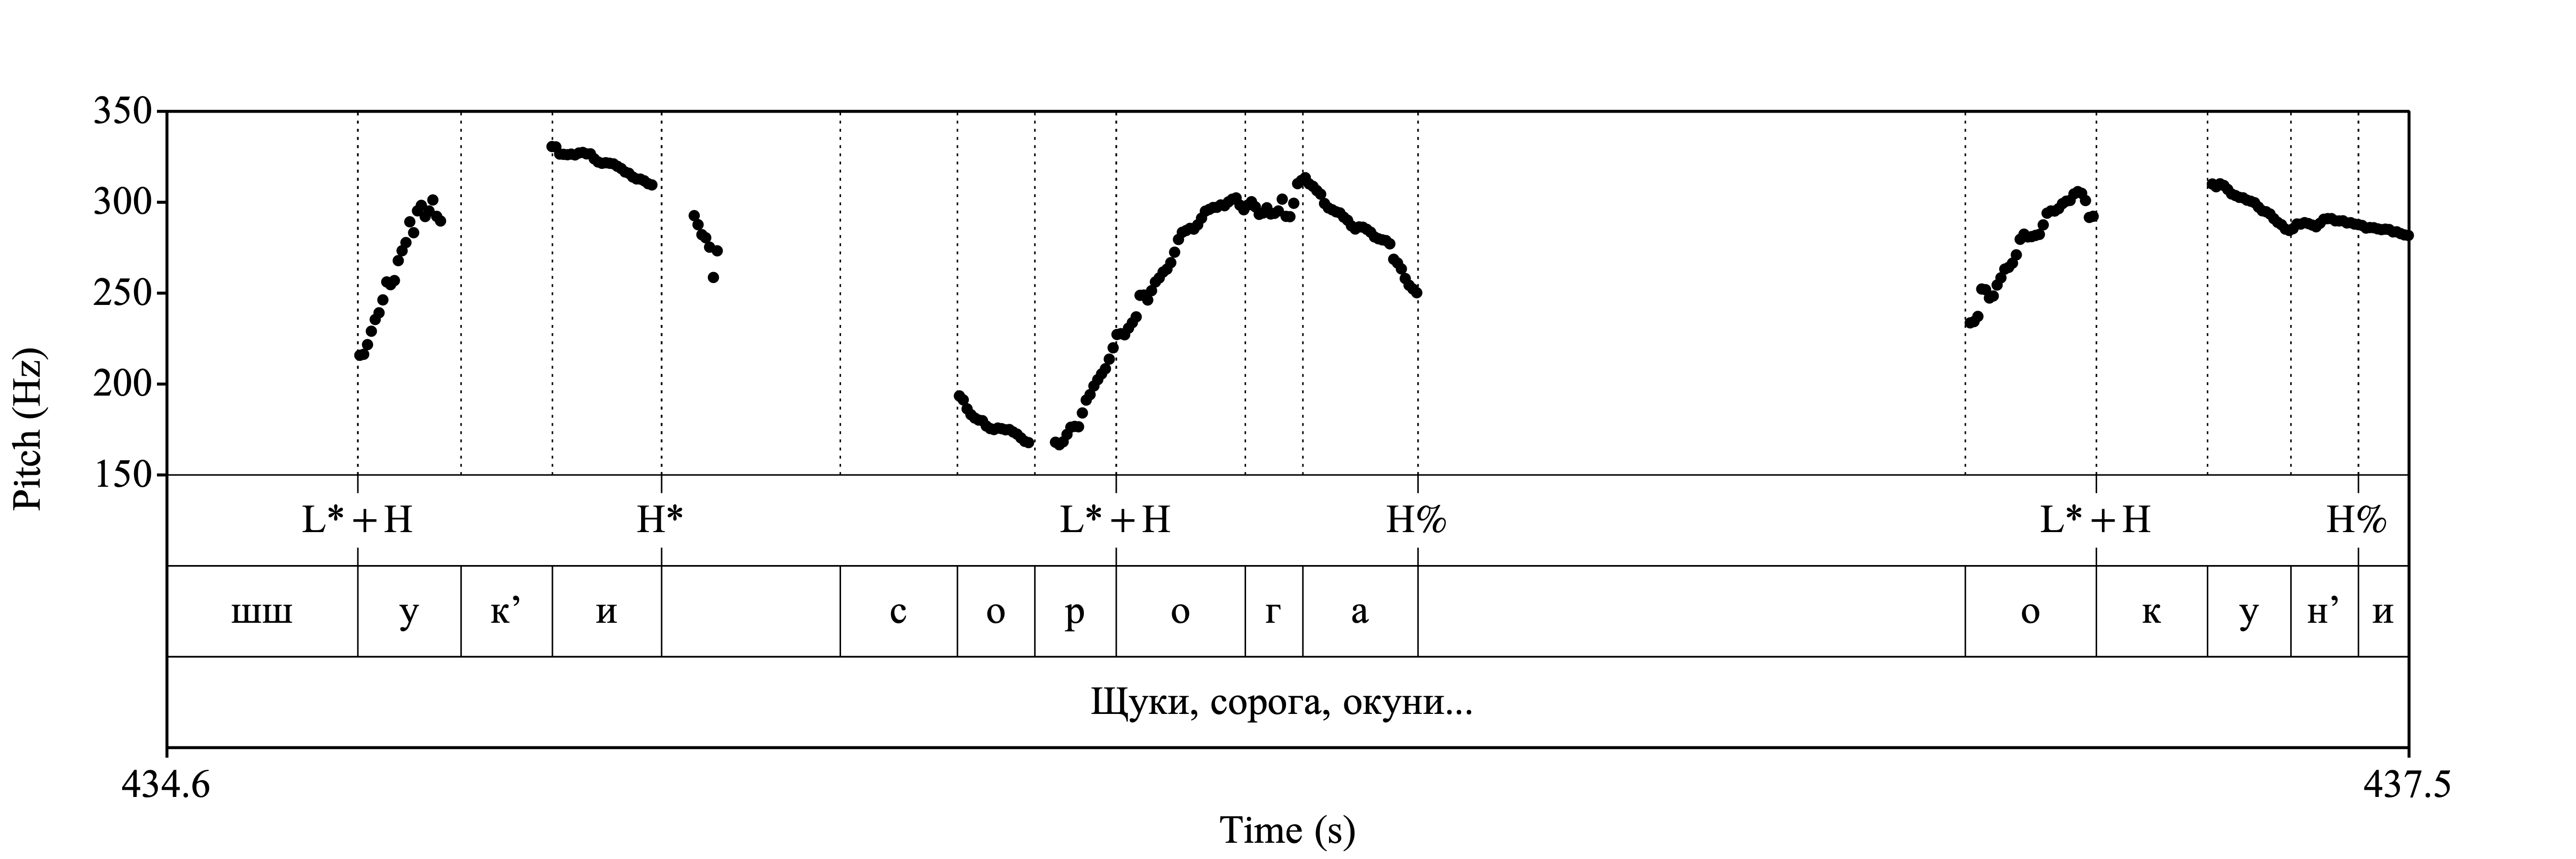 350
300
250
200
150
Pitch (Hz)
L* + H H* L* + H H% L* + H H%
шш у к’ и с о р о г а о к у н’ и
Щуки, сорога, окуни...
434.6 437.5
Time (s)